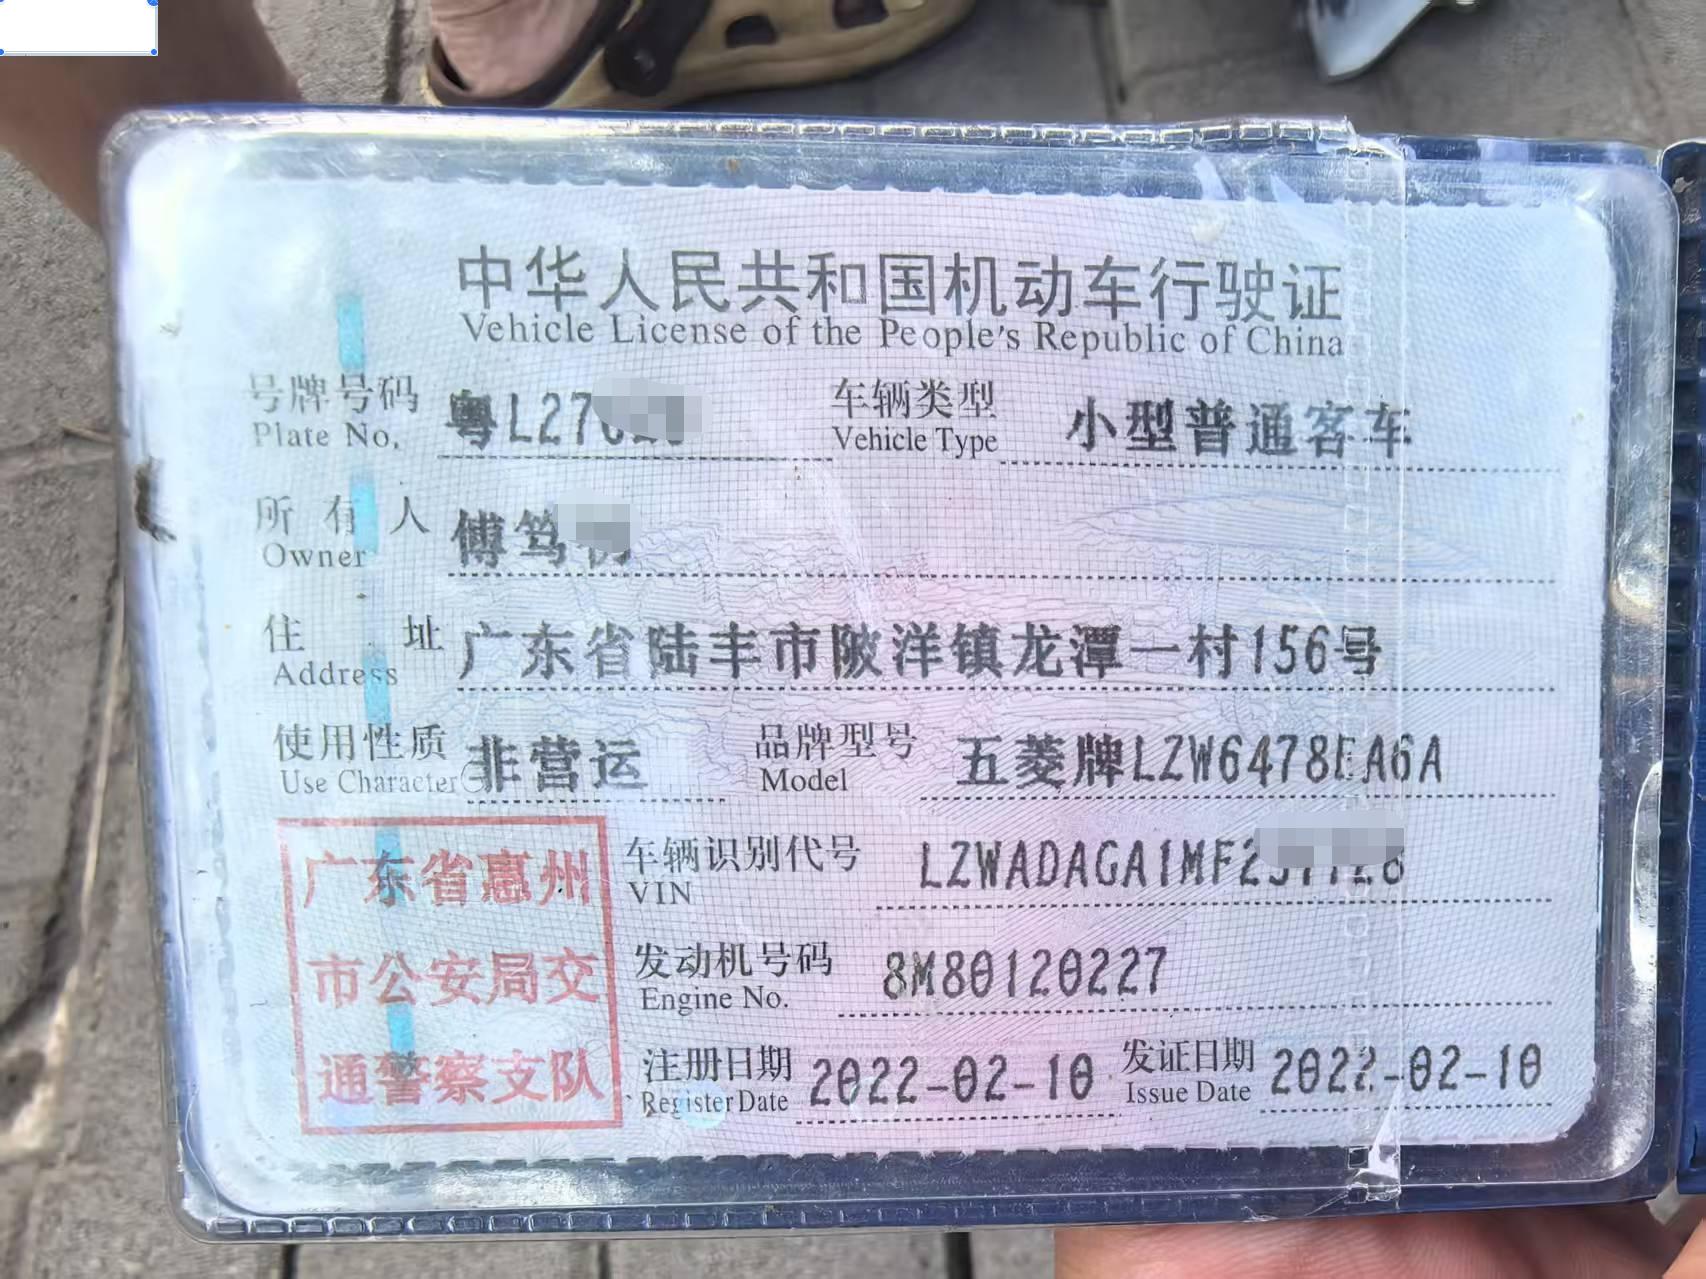 中华人民共和国机动车行驶证
Vehicle License of the People's Republic of China
号牌号码 粤L27 车辆类型 小型普通客车
Plate No. Vehicle Type
所有人 傅笃
Owner
住址 广东省陆丰市陂洋镇龙潭一村156号
Address
使用性质 非营运 品牌型号 五菱牌LZW6478EA6A
Use Character Model
车辆识别代号 LZWADAGA1MF2
VIN
发动机号码 8M80120227
Engine No.
注册日期 2022-02-10 发证日期 2022-02-10
Register Date Issue Date
广东省惠州
市公安局交
通警察支队